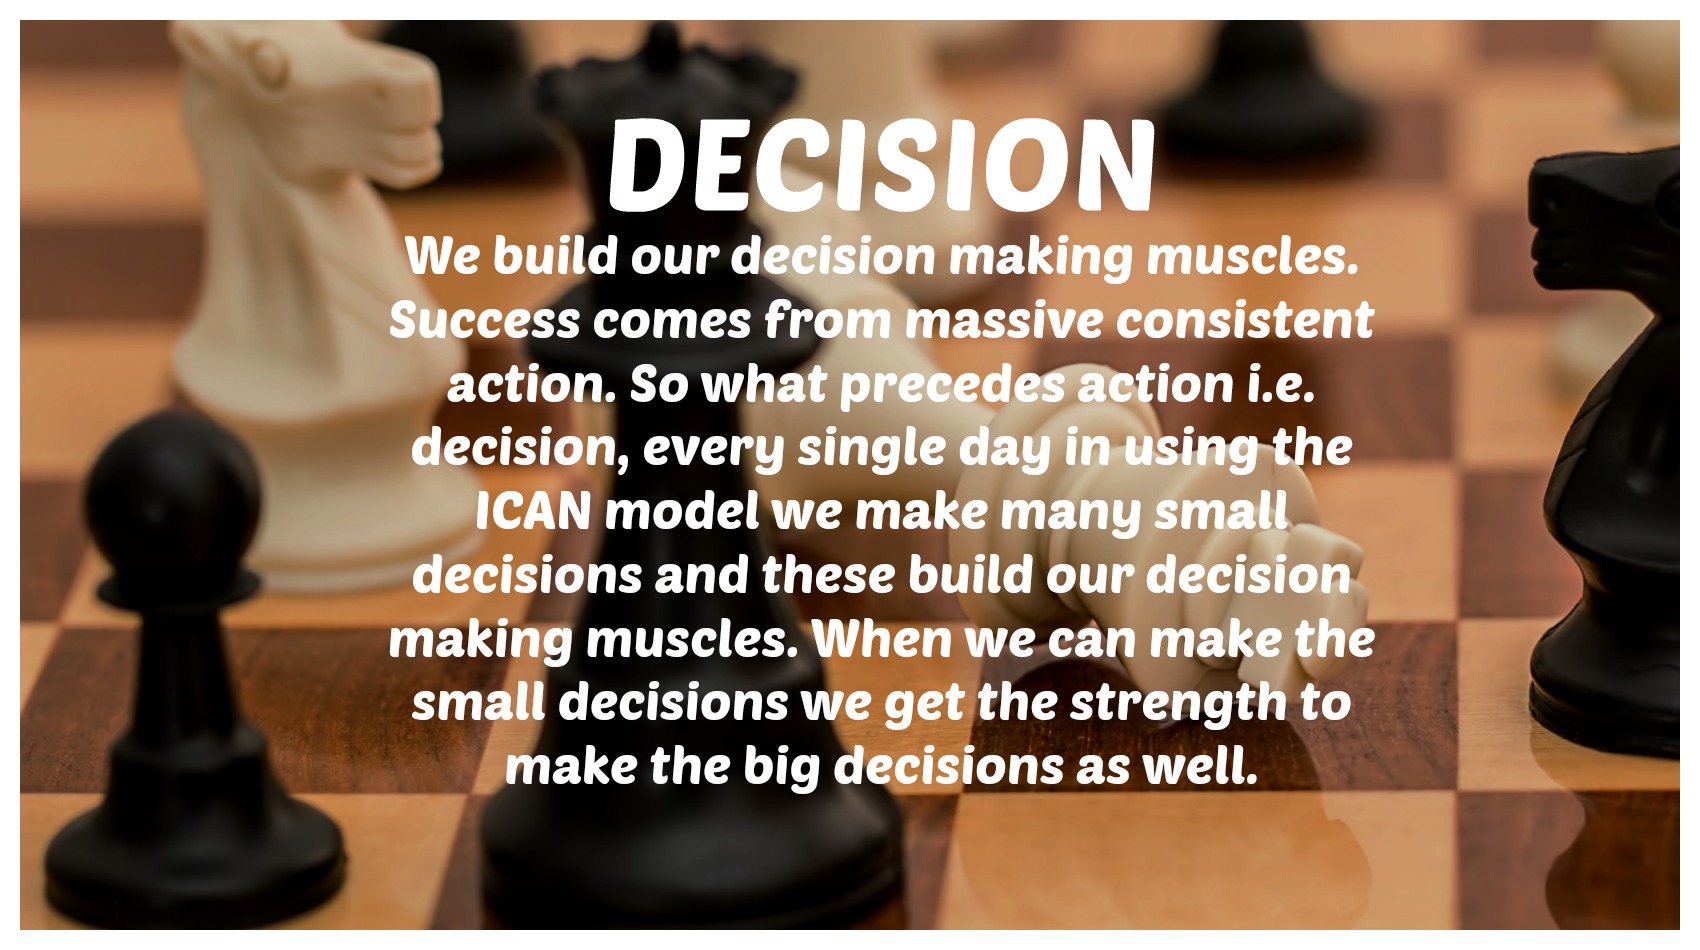 DECISION
We build our decision making muscles.
Success comes from massive consistent
action. So what precedes action i.e.
decision, every single day in using the
ICAN model we make many small
decisions and these build our decision
making muscles. When we can make the
small decisions we get the strength to
make the big decisions as well.